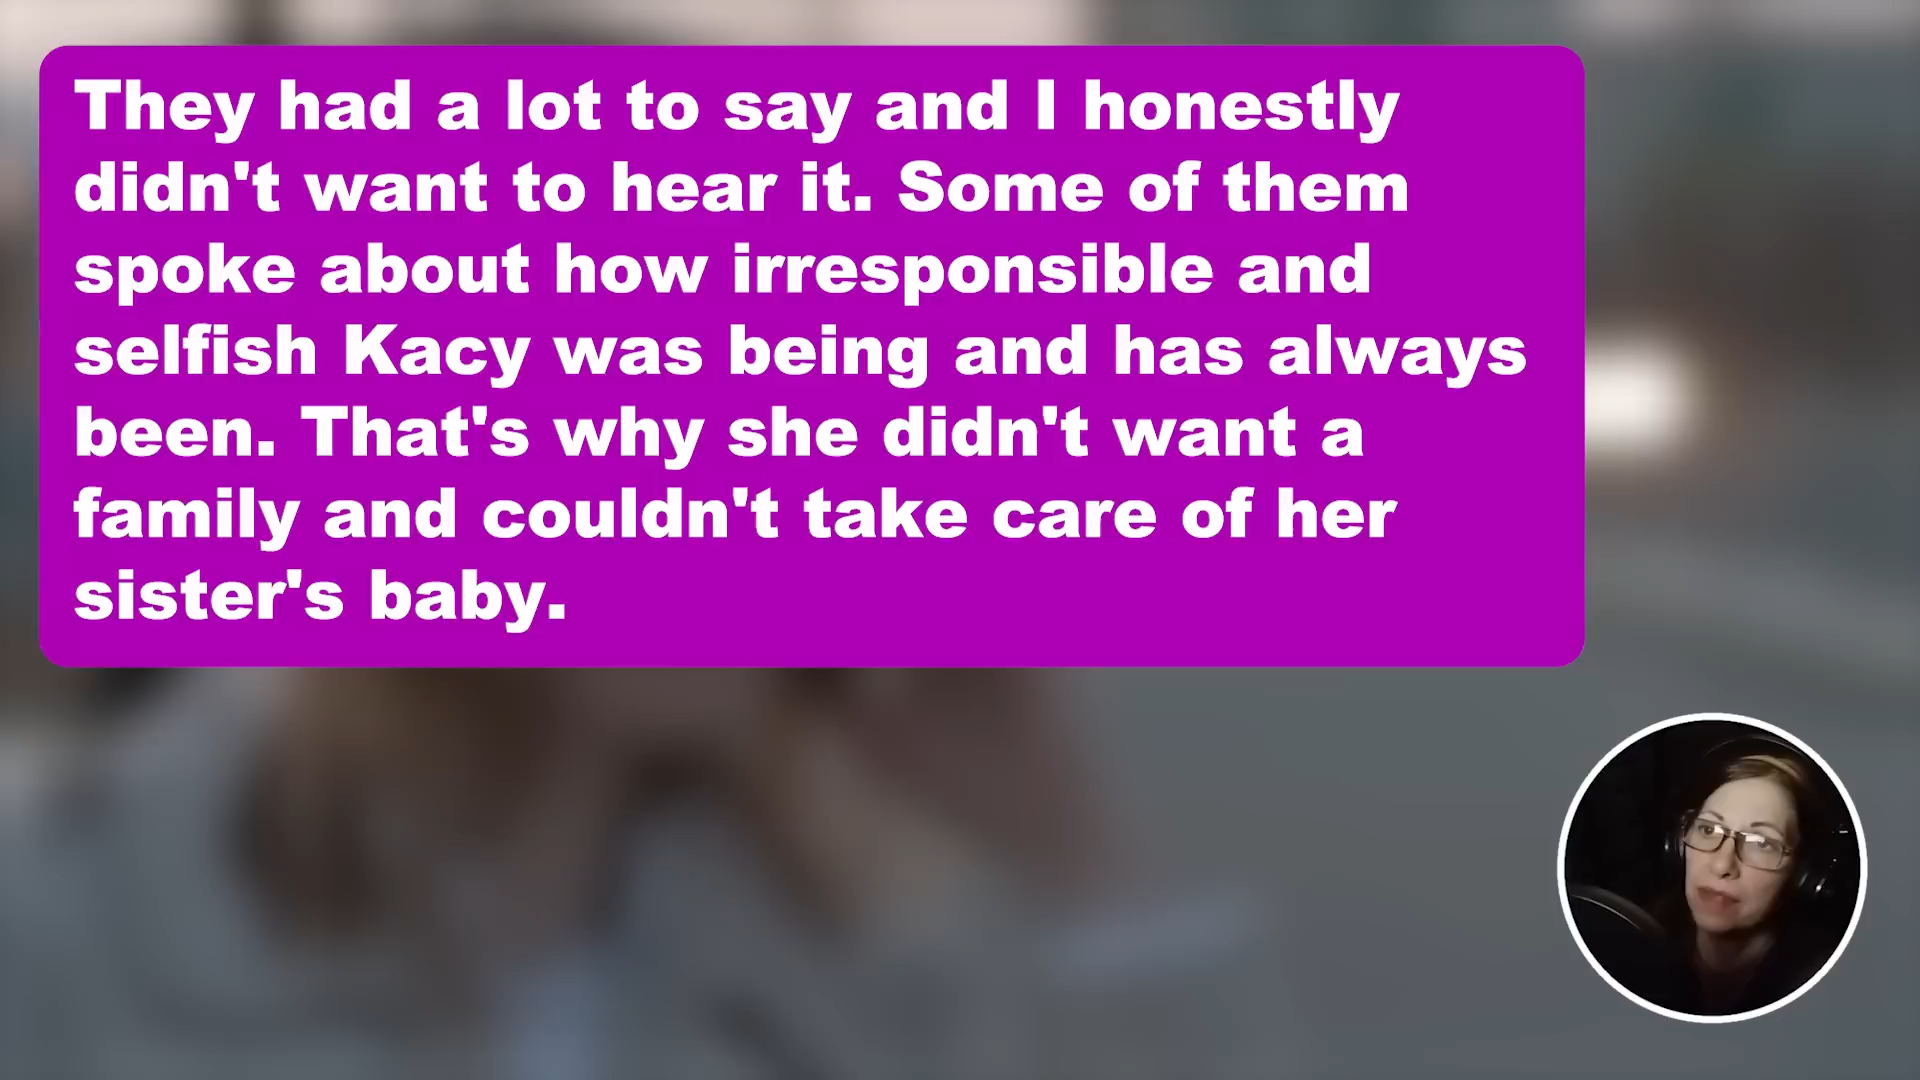 They had a lot to say and I honestly
didn't want to hear it. Some of them
spoke about how irresponsible and
selfish Kacy was being and has always
been. That's why she didn't want a
family and couldn't take care of her
sister's baby.